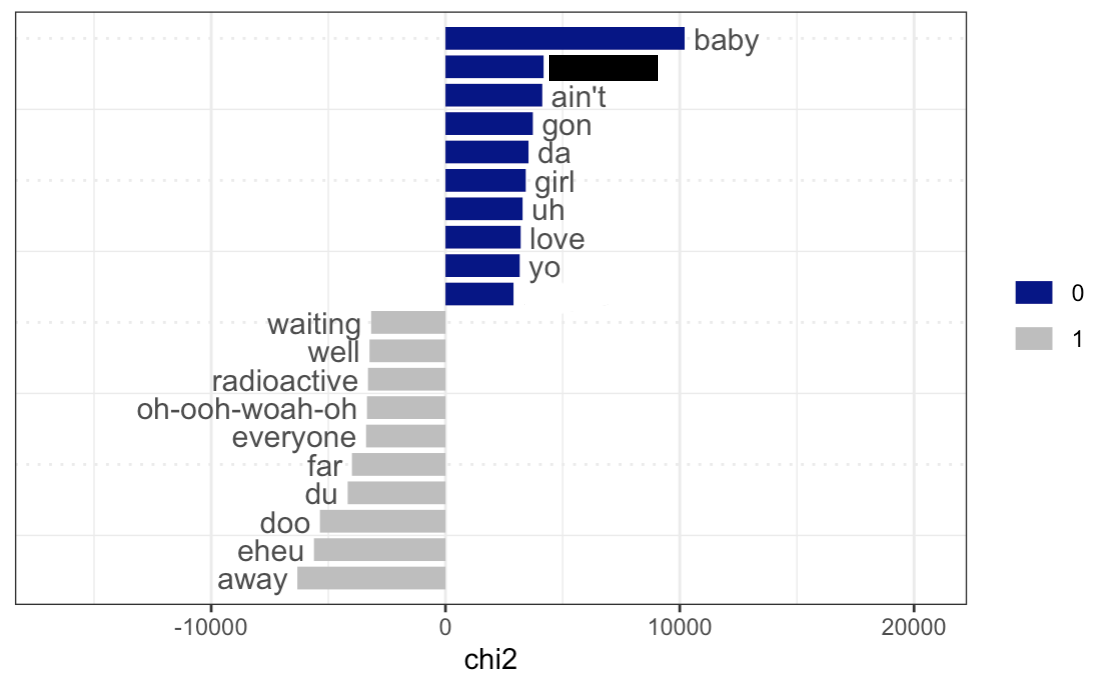 baby
ain't
gon
da
girl
uh
love
yo
waiting
well
radioactive
oh-ooh-woah-oh
everyone
far
du
doo
eheu
away
0
1
-10000 0 10000 20000
chi2